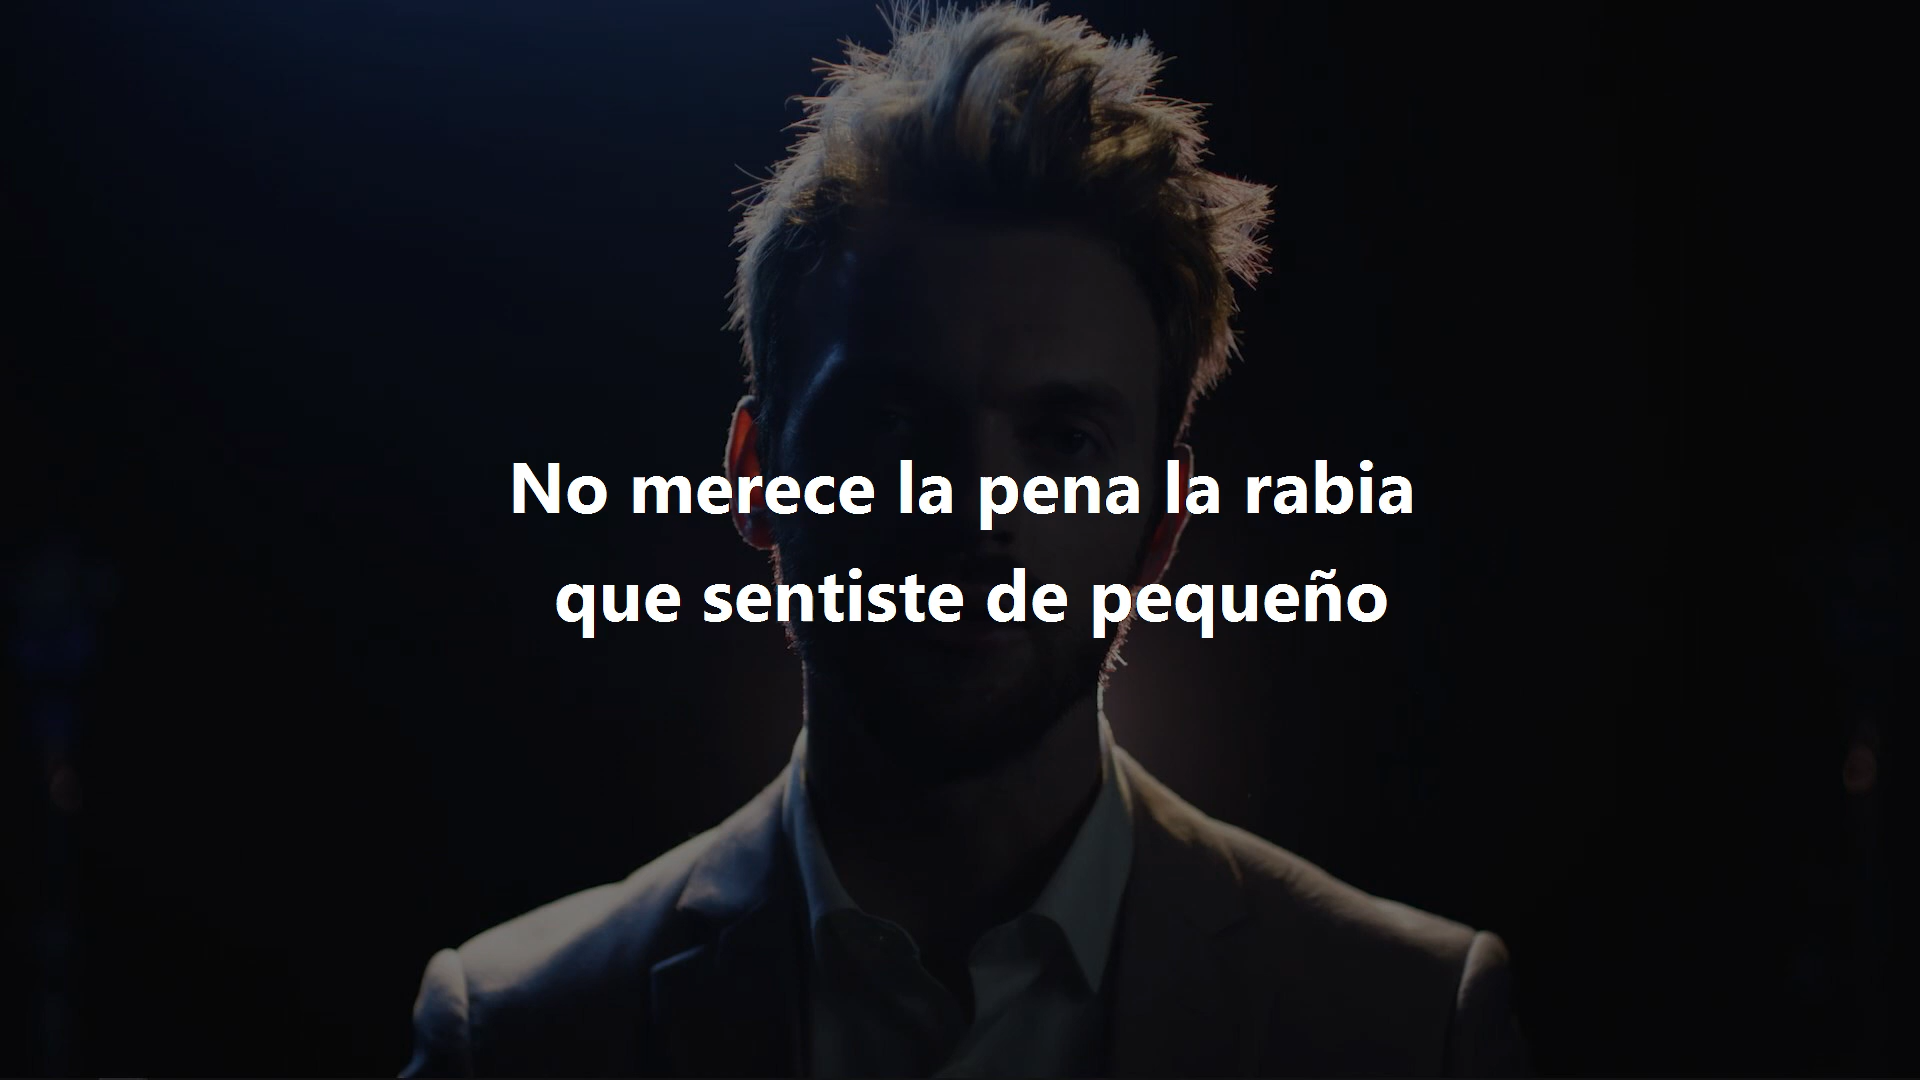 No merece la pena la rabia
que sentiste de pequeño